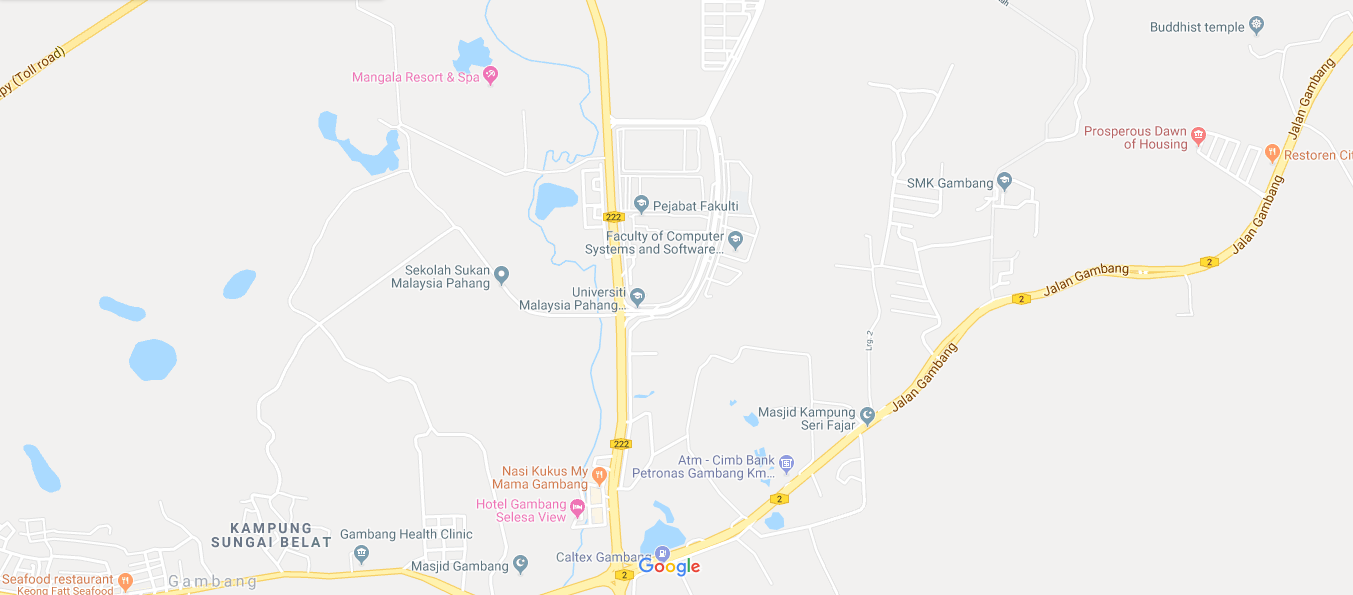 Buddhist temple
py (Toll road)
Mangala Resort & Spa
Jalan Gambang
Prosperous Dawn
of Housing
Restoren Cit
SMK Gambang
Jalan Gambang
Pejabat Fakulti
222
Faculty of Computer
Systems and Software...
Jalan Gambang
2
Sekolah Sukan
Malaysia Pahang
Jalan Gambang
2
Universiti
Malaysia Pahang...
Lrg. 2
Jalan Gambang
Masjid Kampung
Seri Fajar
222
Atm - Cimb Bank
Petronas Gambang Km...
Nasi Kukus My
Mama Gambang
2
Hotel Gambang
Selesa View
KAMPUNG
SUNGAI BELAT
Gambang Health Clinic
Caltex Gambang
Masjid Gambang
Google
2
Seafood restaurant
Keong Fatt Seafood
Gambang